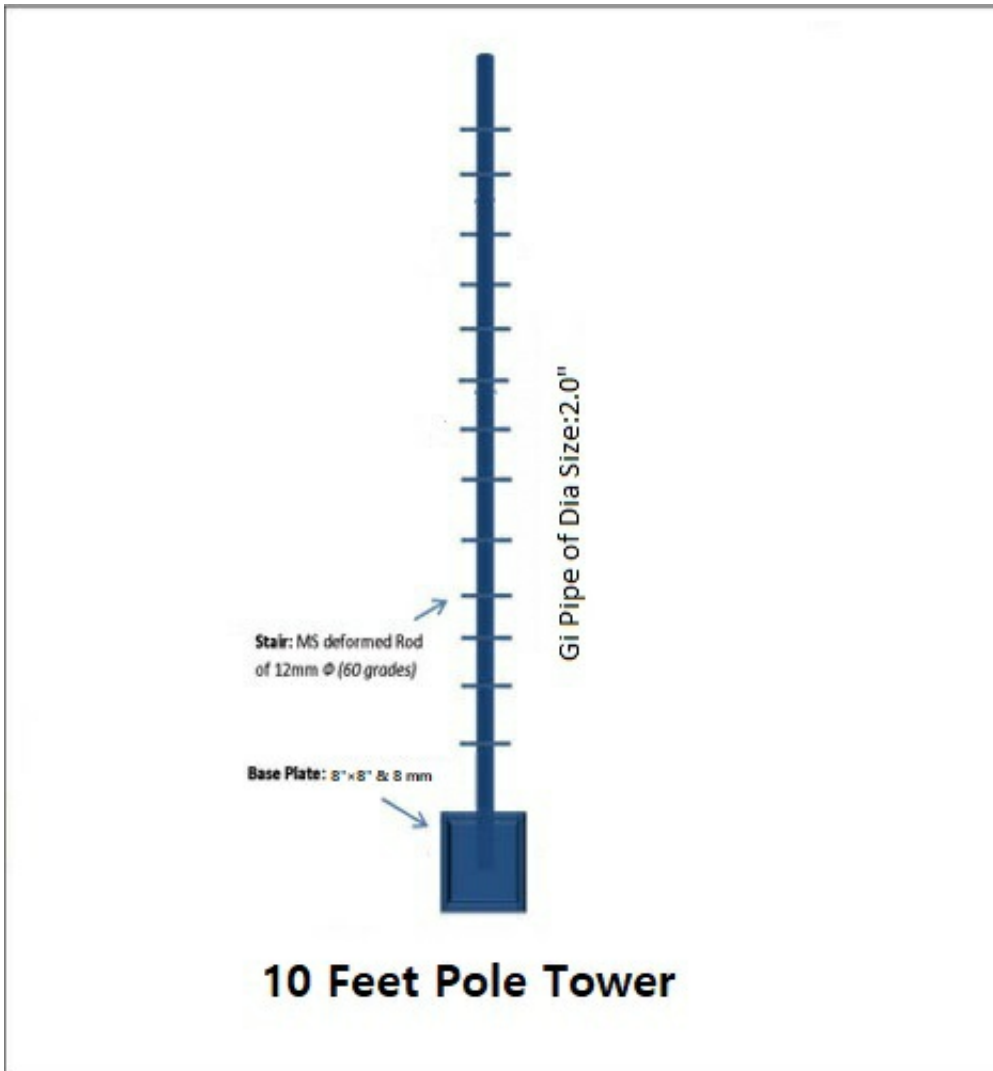 Gi Pipe of Dia Size:2.0"
Stair: MS deformed Rod
of 12mm Φ (60 grades)
Base Plate: 8"×8" & 8 mm
10 Feet Pole Tower